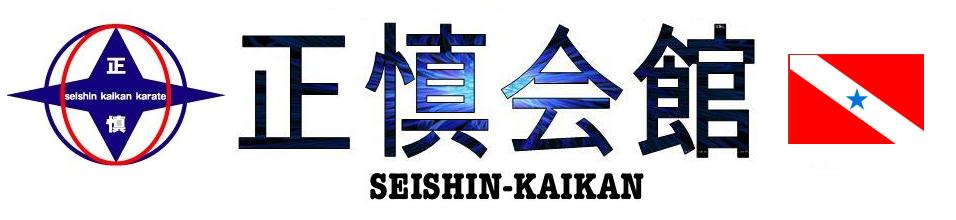 正
seishin kaikan karate
慎
正慎会館
SEISHIN-KAIKAN